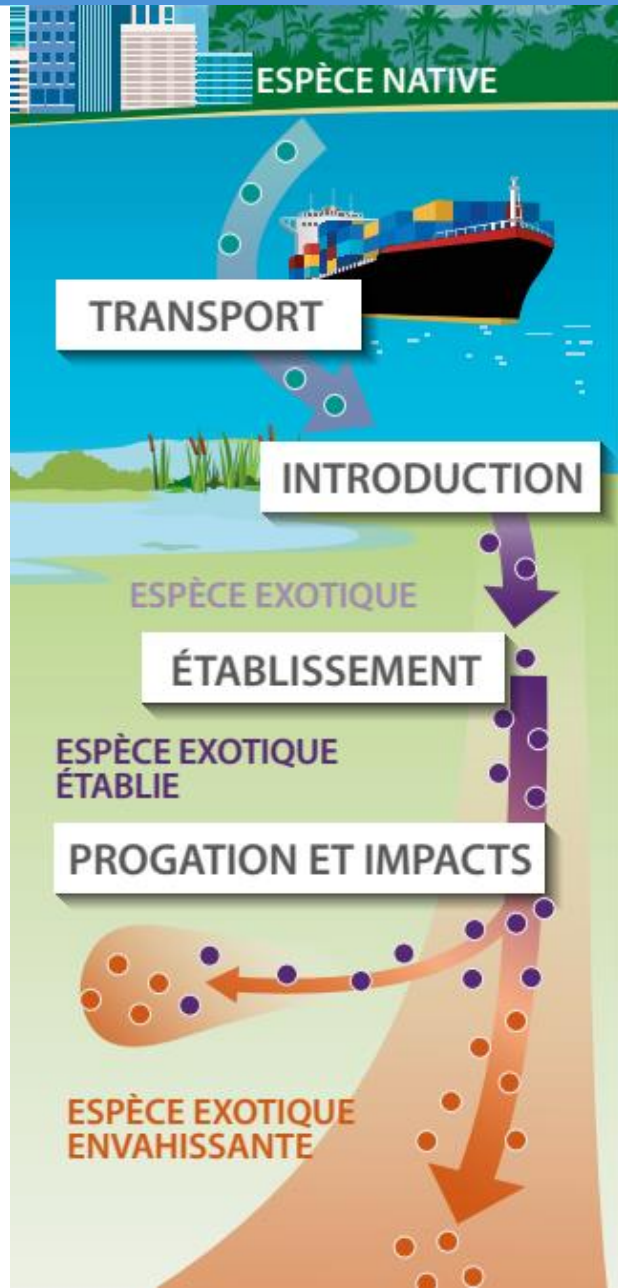 ESPÈCE NATIVE
TRANSPORT
INTRODUCTION
ESPÈCE EXOTIQUE
ÉTABLISSEMENT
ESPÈCE EXOTIQUE
ÉTABLIE
PROGATION ET IMPACTS
ESPÈCE EXOTIQUE
ENVAHISSANTE